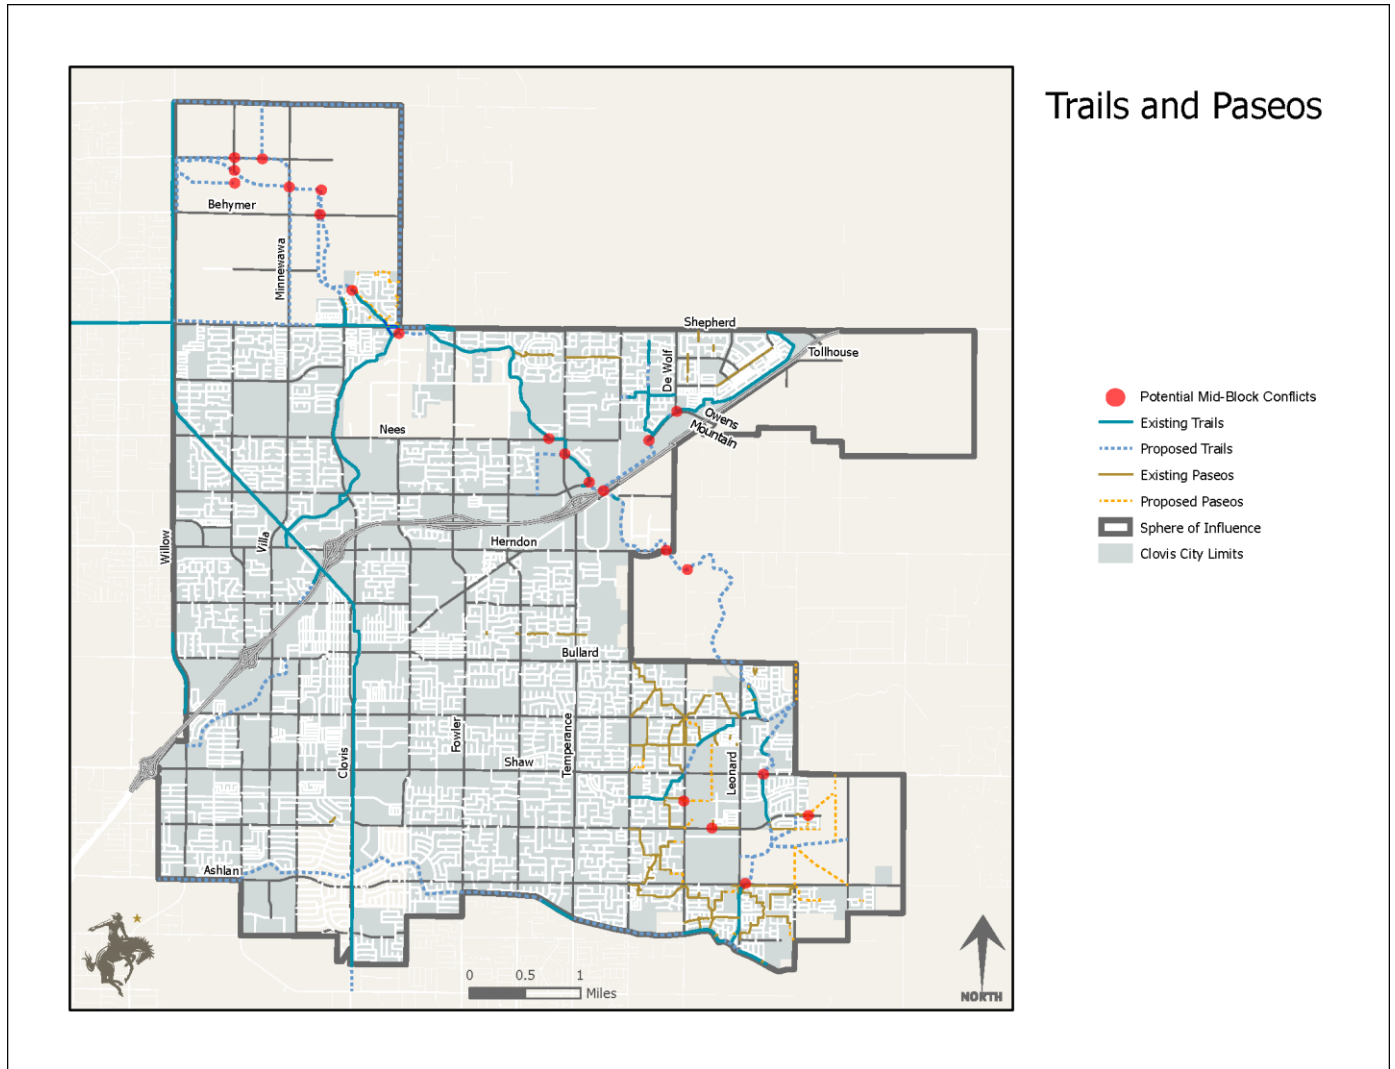 Trails and Paseos
Behymer
Minnewawa
Shepherd
Tollhouse
De Wolf
Owens
Mountain
Nees
Willow
Villa
Herndon
Bullard
Fowler
Temperance
Clovis
Shaw
Leonard
Ashlan
0 0.5 1
Miles
NORTH
Potential Mid-Block Conflicts
Existing Trails
Proposed Trails
Existing Paseos
Proposed Paseos
Sphere of Influence
Clovis City Limits